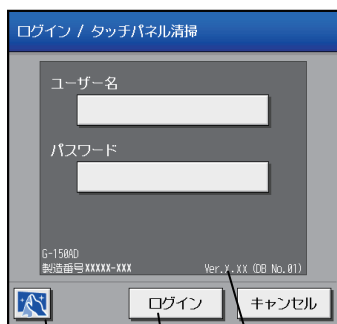 ログイン / タッチパネル清掃
ユーザー名
パスワード
G-150AD
製造番号XXXXX-XXX
Ver.X.XX (DB No.01)
ログイン
キャンセル